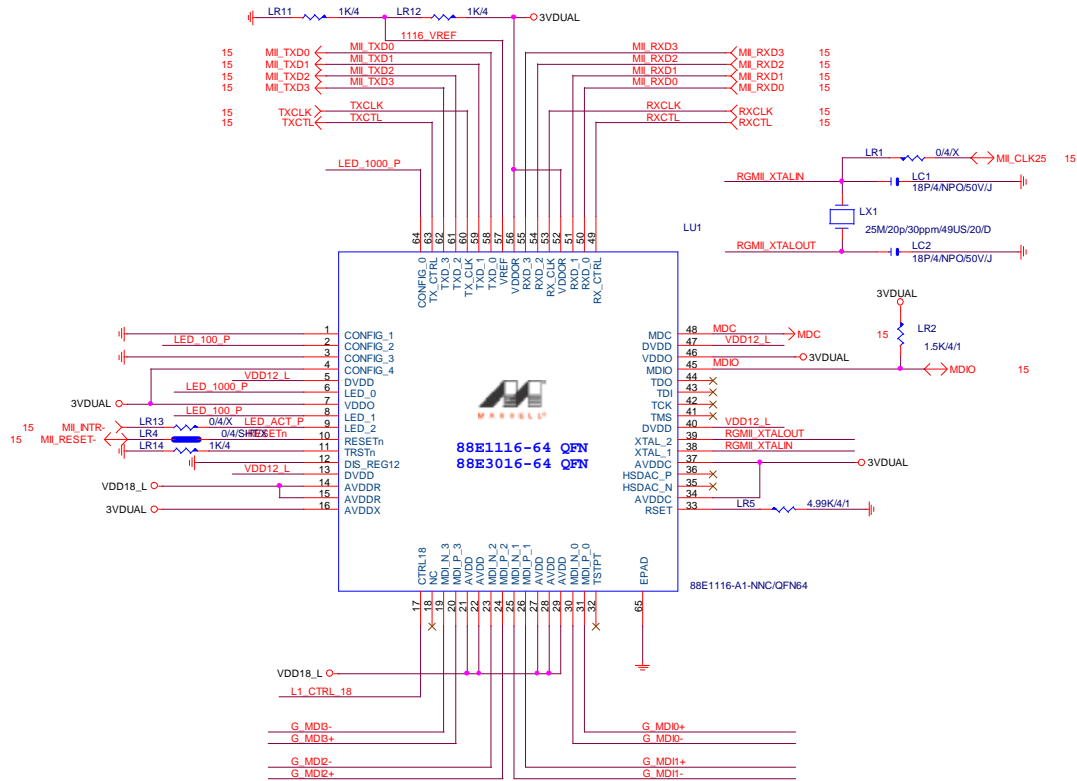 LR11 1K/4 LR12 1K/4 3VDUAL
1116_VREF
15 MII_TXD0 MII_TXD0 MII_RXD3 MII_RXD3 15
15 MII_TXD1 MII_TXD1 MII_RXD2 MII_RXD2 15
15 MII_TXD2 MII_TXD2 MII_RXD1 MII_RXD1 15
15 MII_TXD3 MII_TXD3 MII_RXD0 MII_RXD0 15
15 TXCLK TXCLK RXCLK RXCLK 15
15 TXCTL TXCTL RXCTL RXCTL 15
LED_1000_P
LR1 0/4/X MII_CLK25 15
RGMII_XTALIN LC1
18P/4/NPO/50V/J
LX1
25M/20p/30ppm/49US/20/D
RGMII_XTALOUT LC2
18P/4/NPO/50V/J
LU1
64 63 62 61 60 59 58 57 56 55 54 53 52 51 50 49
CONFIG_0 TX_CTRL TXD_3 TXD_2 TX_CLK TXD_1 TXD_0 VREF VDDOR RXD_3 RXD_2 RX_CLK VDDOR RXD_1 RXD_0 RX_CTRL
3VDUAL
15 LR2
1.5K/4/1
1 CONFIG_1
LED_100_P 2 CONFIG_2
3 CONFIG_3
4 CONFIG_4
VDD12_L 5 DVDD
LED_1000_P 6 LED_0
3VDUAL 7 VDDO
LED_100_P 8 LED_1
15 MII_INTR- LR13 0/4/X LED_ACT_P 9 LED_2
15 MII_RESET- LR4 10 RESETn
LR14 1K/4 11 TRSTn
12 DIS_REG12
VDD12_L 13 DVDD
VDD18_L 14 AVDDR
15 AVDDR
3VDUAL 16 AVDDX
MDC 48 MDC MDC
DVDD 47 VDD12_L
VDDO 46 3VDUAL
MDIO 45 MDIO MDIO 15
TDO 44
TDI 43
TCK 42
TMS 41
DVDD 40 VDD12_L
XTAL_2 39 RGMII_XTALOUT
XTAL_1 38 RGMII_XTALIN
AVDDC 37 3VDUAL
HSDAC_P 36
HSDAC_N 35
AVDDC 34
RSET 33 LR5 4.99K/4/1
MARVELL
88E1116-64 QFN
88E3016-64 QFN
CTRL18 NC MDI_N_3 MDI_P_3 AVDD AVDD MDI_N_2 MDI_P_2 MDI_N_1 MDI_P_1 AVDD AVDD AVDD MDI_N_0 MDI_P_0 TSTPT EPAD
88E1116-A1-NNC/QFN64
17 18 19 20 21 22 23 24 25 26 27 28 29 30 31 32 65
VDD18_L
L1_CTRL_18
G_MDI3- G_MDI0+
G_MDI3+ G_MDI0-
G_MDI2- G_MDI1+
G_MDI2+ G_MDI1-